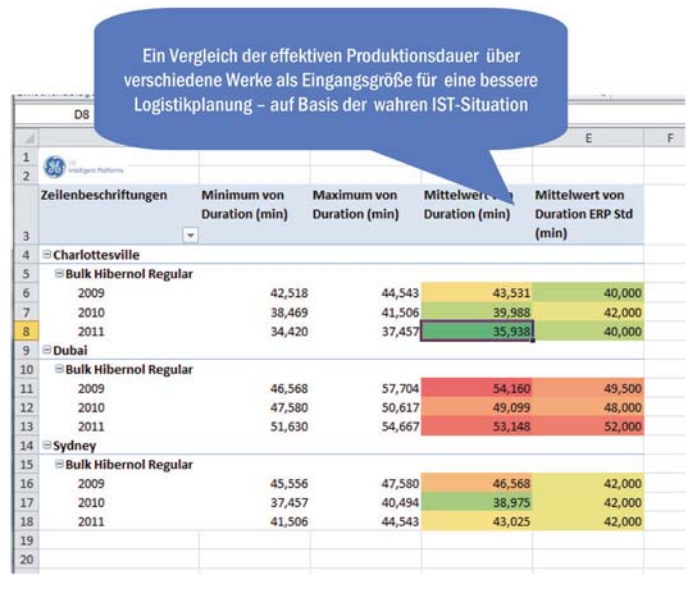 Ein Vergleich der effektiven Produktionsdauer über
verschiedene Werke als Eingangsgröße für eine bessere
Logistikplanung – auf Basis der wahren IST-Situation
D8
E F
1
Intelligent Platforms
2
Zeilenbeschriftungen Minimum von Duration (min) Maximum von Duration (min) Mittelwert von Duration (min) Mittelwert von Duration ERP Std (min)
3
4 Charlottesville
5 Bulk Hibernol Regular
6 2009 42,518 44,543 43,531 40,000
7 2010 38,469 41,506 39,988 42,000
8 2011 34,420 37,457 35,938 40,000
9 Dubai
10 Bulk Hibernol Regular
11 2009 46,568 57,704 54,160 49,500
12 2010 47,580 50,617 49,099 48,000
13 2011 51,630 54,667 53,148 52,000
14 Sydney
15 Bulk Hibernol Regular
16 2009 45,556 47,580 46,568 42,000
17 2010 37,457 40,494 38,975 42,000
18 2011 41,506 44,543 43,025 42,000
19
20